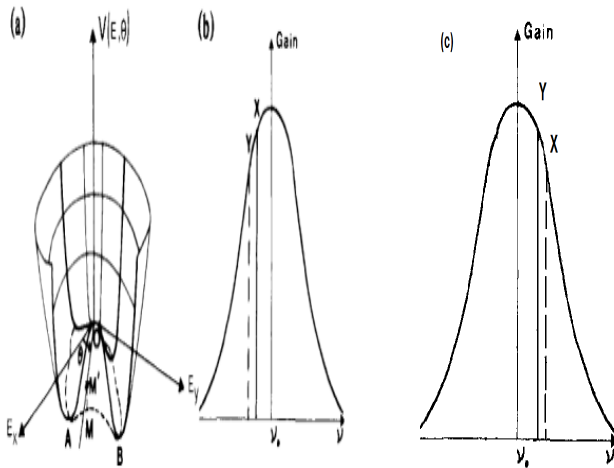 (a)
V(E,θ)
θ
M'
E_x
A
M
B
E_y
(b)
Gain
X
Y
ν₀
ν
(c)
Gain
Y
X
ν₀
ν